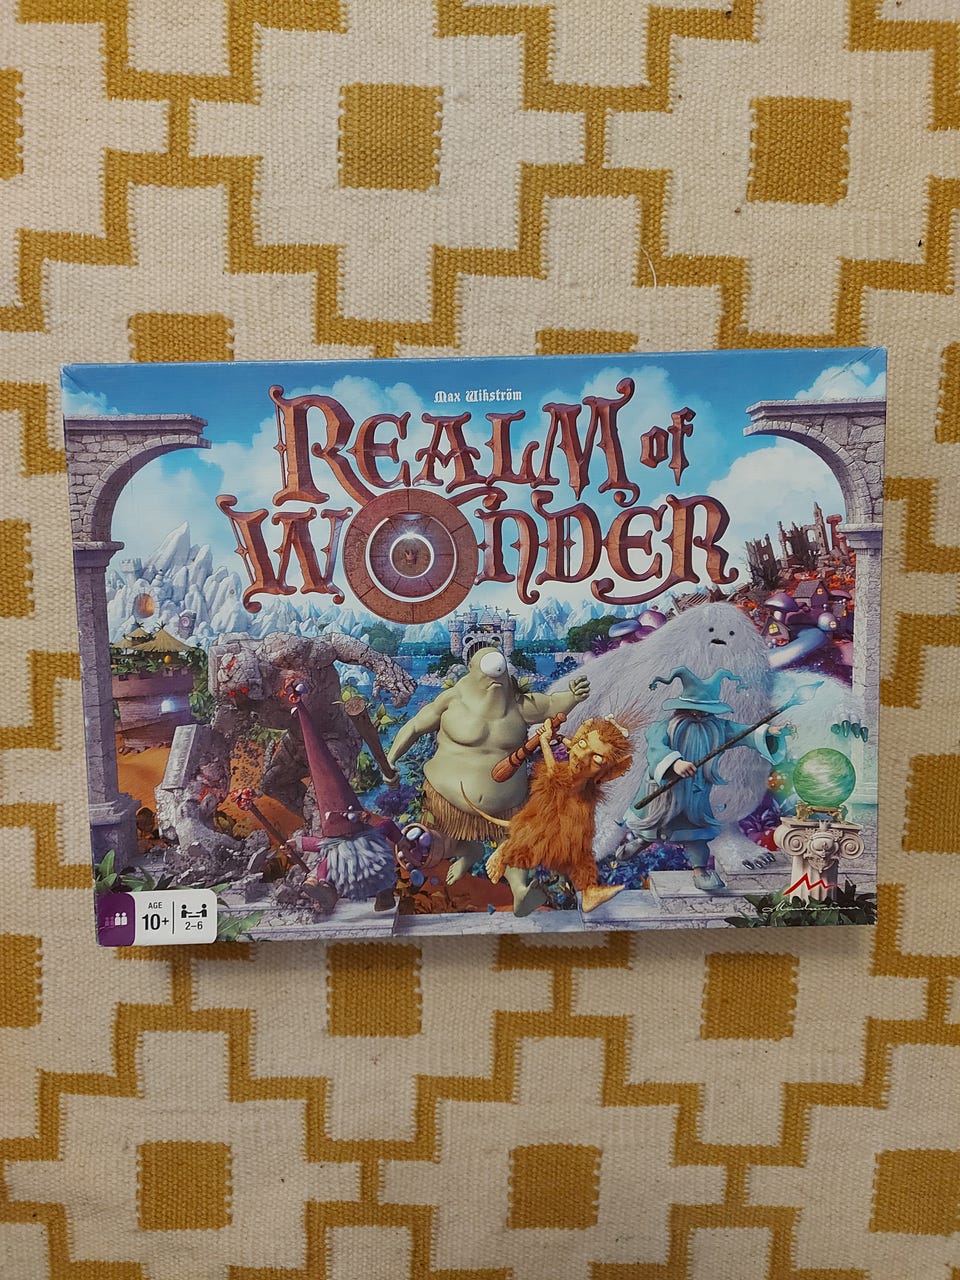 Max Wikström
REALM of
WONDER
AGE
10+
2-6